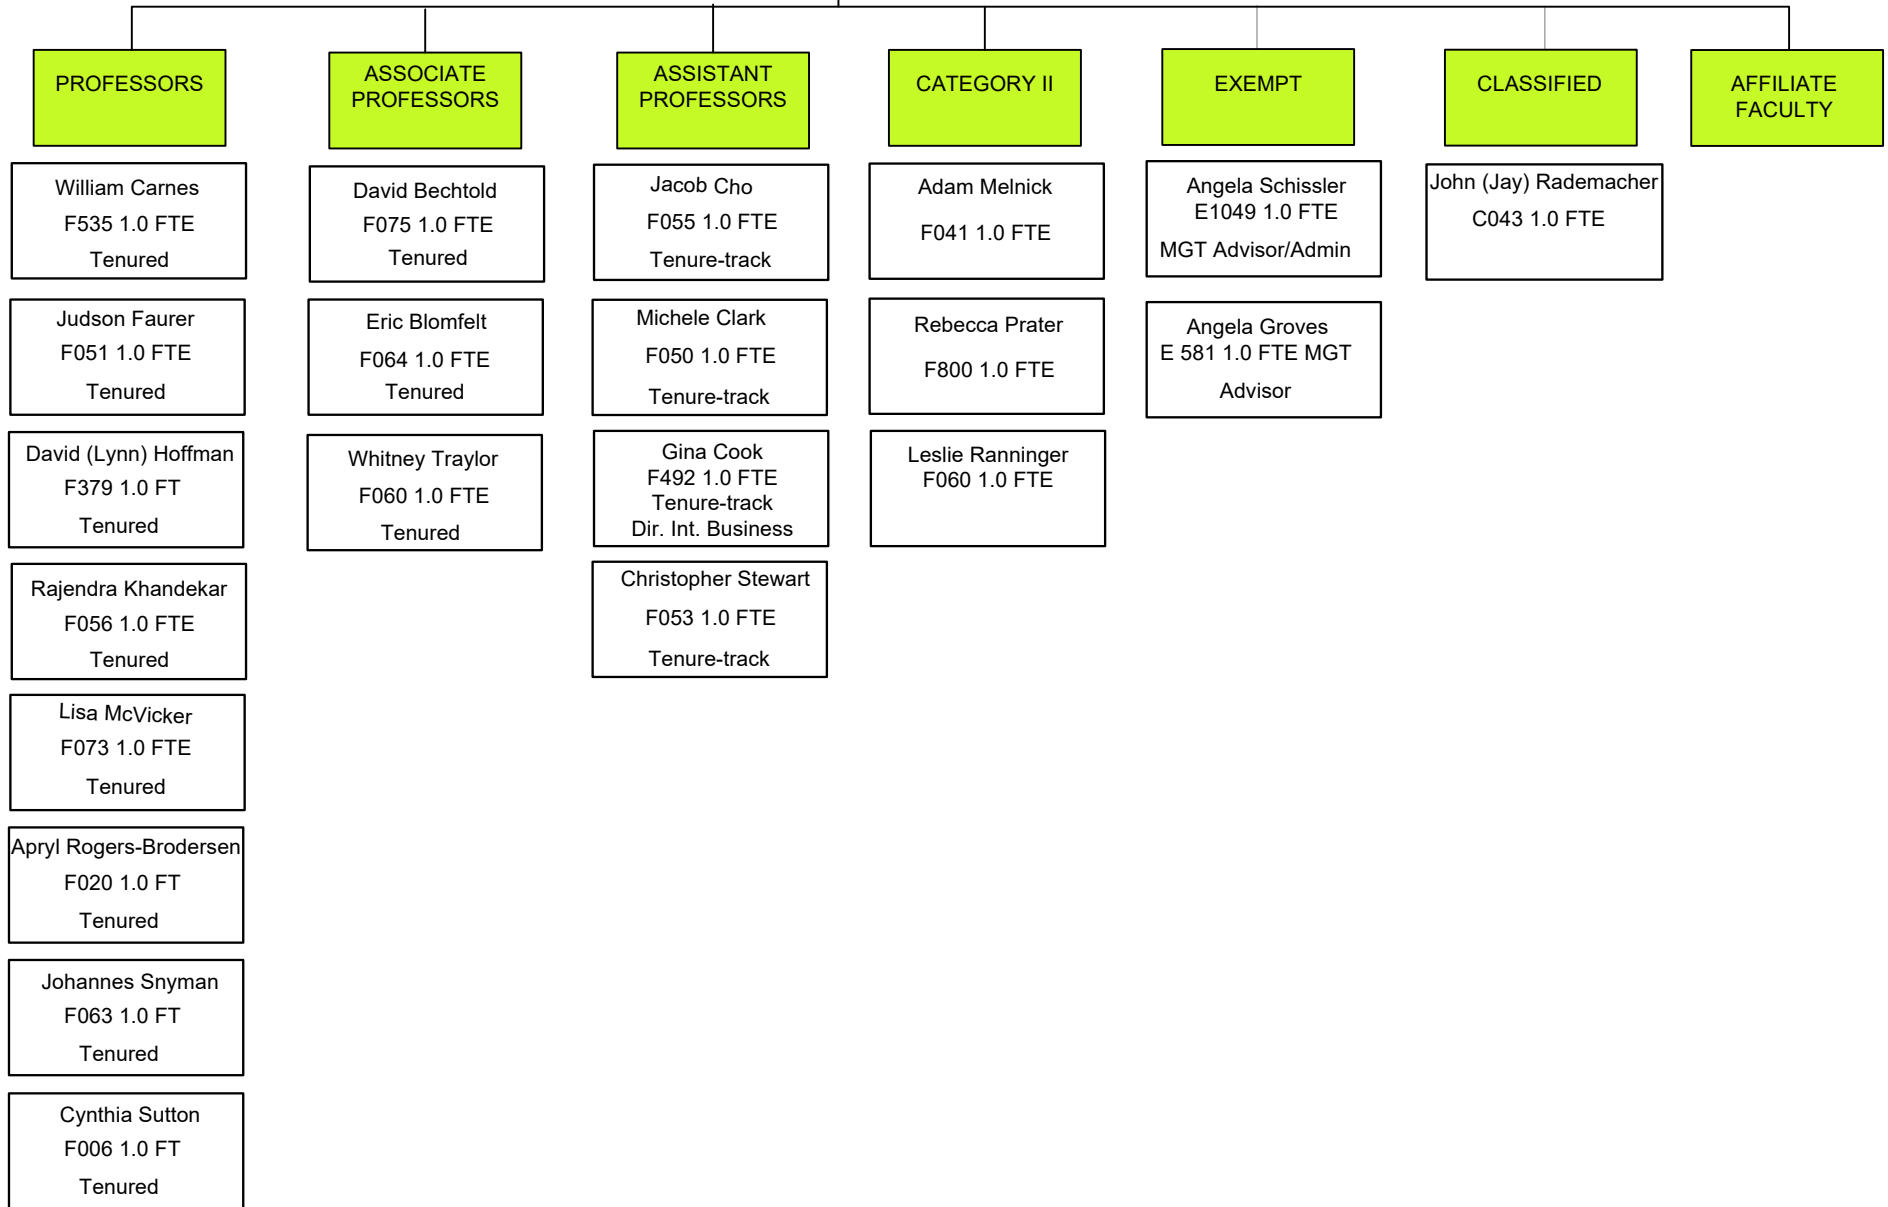 PROFESSORS
William Carnes
F535 1.0 FTE
Tenured
Judson Faurer
F051 1.0 FTE
Tenured
David (Lynn) Hoffman
F379 1.0 FT
Tenured
Rajendra Khandekar
F056 1.0 FTE
Tenured
Lisa McVicker
F073 1.0 FTE
Tenured
Apryl Rogers-Brodersen
F020 1.0 FT
Tenured
Johannes Snyman
F063 1.0 FT
Tenured
Cynthia Sutton
F006 1.0 FT
Tenured
ASSOCIATE
PROFESSORS
David Bechtold
F075 1.0 FTE
Tenured
Eric Blomfelt
F064 1.0 FTE
Tenured
Whitney Traylor
F060 1.0 FTE
Tenured
ASSISTANT
PROFESSORS
Jacob Cho
F055 1.0 FTE
Tenure-track
Michele Clark
F050 1.0 FTE
Tenure-track
Gina Cook
F492 1.0 FTE
Tenure-track
Dir. Int. Business
Christopher Stewart
F053 1.0 FTE
Tenure-track
CATEGORY II
Adam Melnick
F041 1.0 FTE
Rebecca Prater
F800 1.0 FTE
Leslie Ranninger
F060 1.0 FTE
EXEMPT
Angela Schissler
E1049 1.0 FTE
MGT Advisor/Admin
Angela Groves
E 581 1.0 FTE MGT
Advisor
CLASSIFIED
John (Jay) Rademacher
C043 1.0 FTE
AFFILIATE
FACULTY